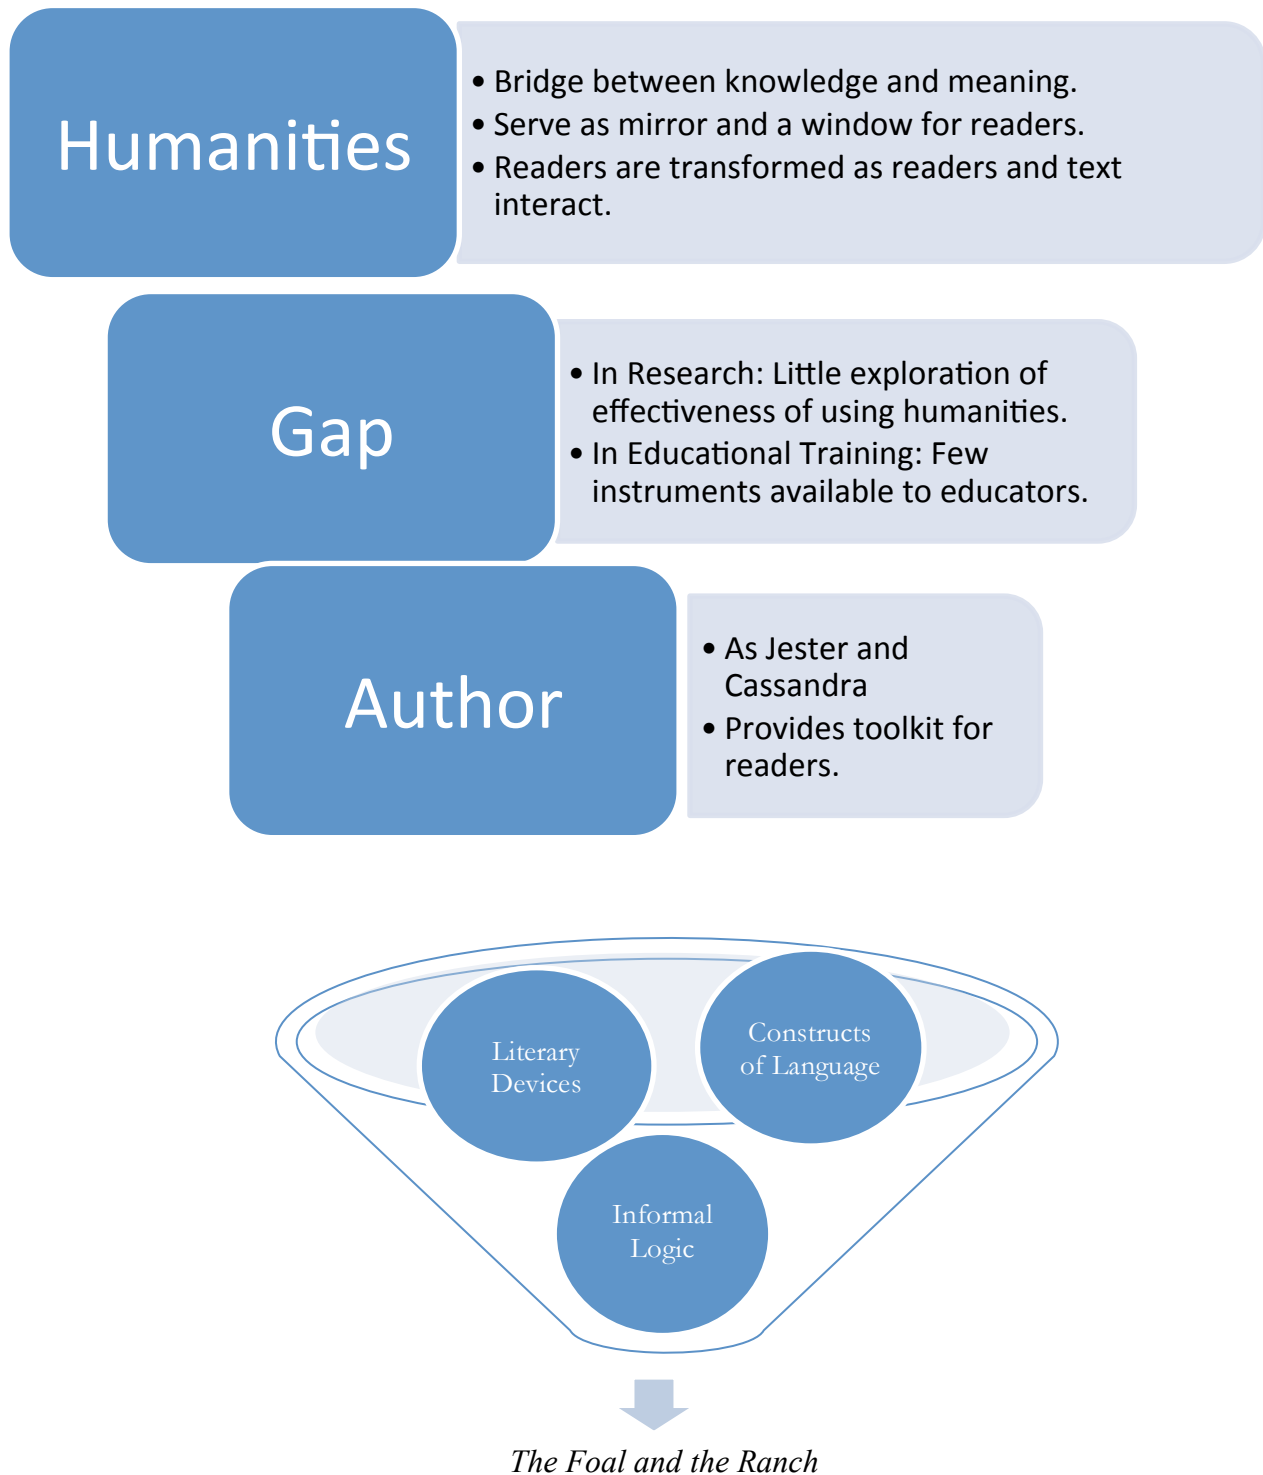 Humanities
• Bridge between knowledge and meaning.
• Serve as mirror and a window for readers.
• Readers are transformed as readers and text
interact.
Gap
• In Research: Little exploration of
effectiveness of using humanities.
• In Educational Training: Few
instruments available to educators.
Author
• As Jester and
Cassandra
• Provides toolkit for
readers.
Literary
Devices
Constructs
of Language
Informal
Logic
The Foal and the Ranch